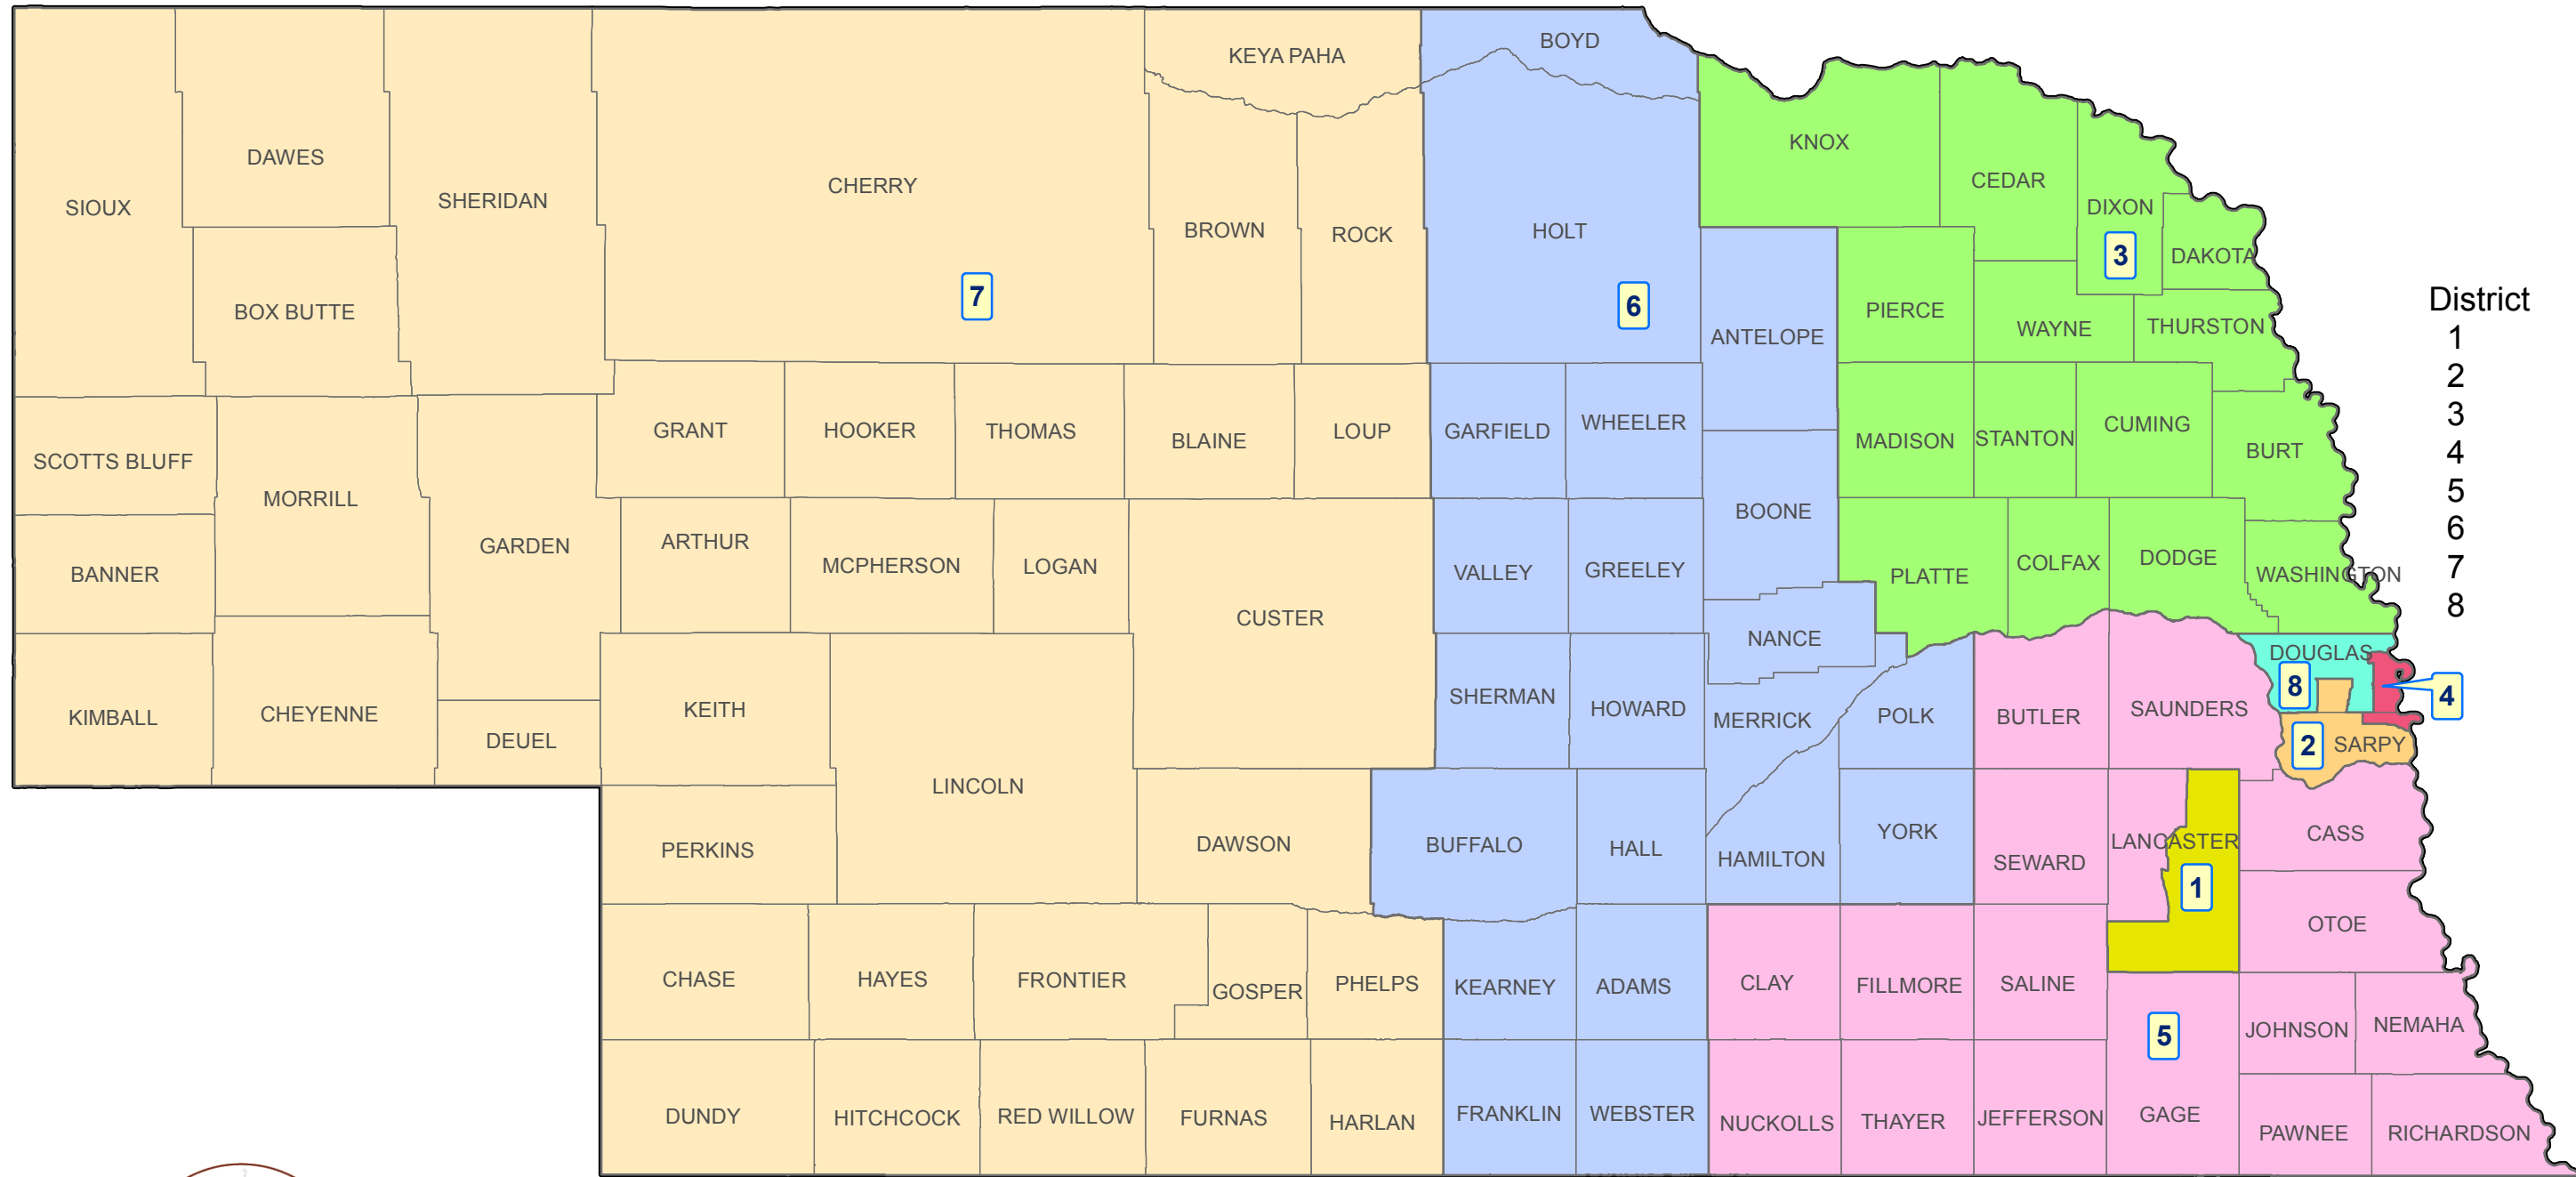 BOYD
KEYA PAHA
KNOX
DAWES
CEDAR
CHERRY
SHERIDAN
SIOUX
DIXON
BROWN
ROCK
HOLT
3
DAKOTA
7
6
District
BOX BUTTE
PIERCE
WAYNE
THURSTON
ANTELOPE
1
2
3
4
5
6
7
8
GRANT
HOOKER
THOMAS
BLAINE
LOUP
GARFIELD
WHEELER
MADISON
STANTON
CUMING
BURT
SCOTTS BLUFF
MORRILL
BOONE
GARDEN
ARTHUR
MCPHERSON
LOGAN
VALLEY
GREELEY
PLATTE
COLFAX
DODGE
WASHINGTON
BANNER
CUSTER
NANCE
DOUGLAS
8
4
KIMBALL
CHEYENNE
KEITH
SHERMAN
HOWARD
MERRICK
POLK
BUTLER
SAUNDERS
DEUEL
2
SARPY
LINCOLN
PERKINS
DAWSON
BUFFALO
HALL
HAMILTON
YORK
SEWARD
LANCASTER
CASS
1
OTOE
CHASE
HAYES
FRONTIER
GOSPER
PHELPS
KEARNEY
ADAMS
CLAY
FILLMORE
SALINE
5
JOHNSON
NEMAHA
DUNDY
HITCHCOCK
RED WILLOW
FURNAS
HARLAN
FRANKLIN
WEBSTER
NUCKOLLS
THAYER
JEFFERSON
GAGE
PAWNEE
RICHARDSON